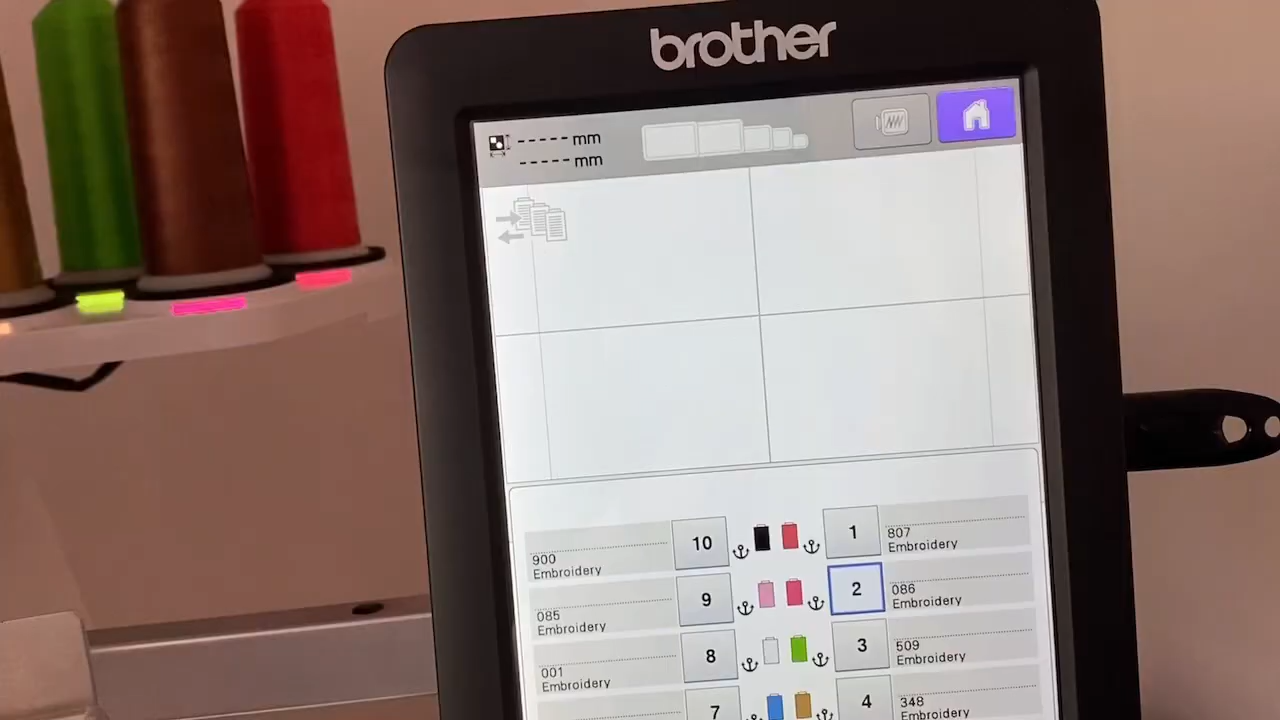 brother
----- mm
----- mm
10
900
Embroidery
1
807
Embroidery
9
085
Embroidery
2
086
Embroidery
8
001
Embroidery
3
509
Embroidery
7
4
348
Embroidery